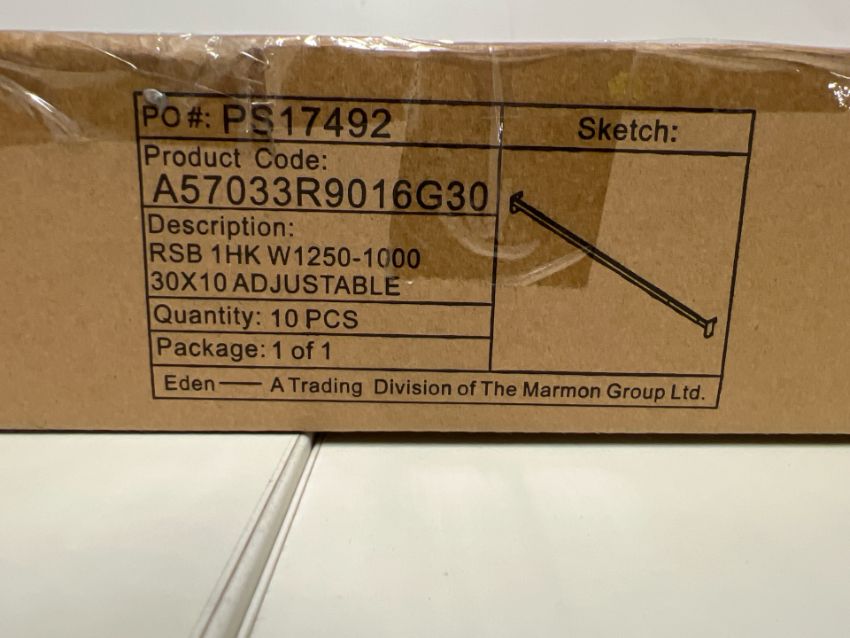 PO #: PS17492
Sketch:
Product Code:
A57033R9016G30
Description:
RSB 1HK W1250-1000
30X10 ADJUSTABLE
Quantity: 10 PCS
Package: 1 of 1
Eden — A Trading Division of The Marmon Group Ltd.